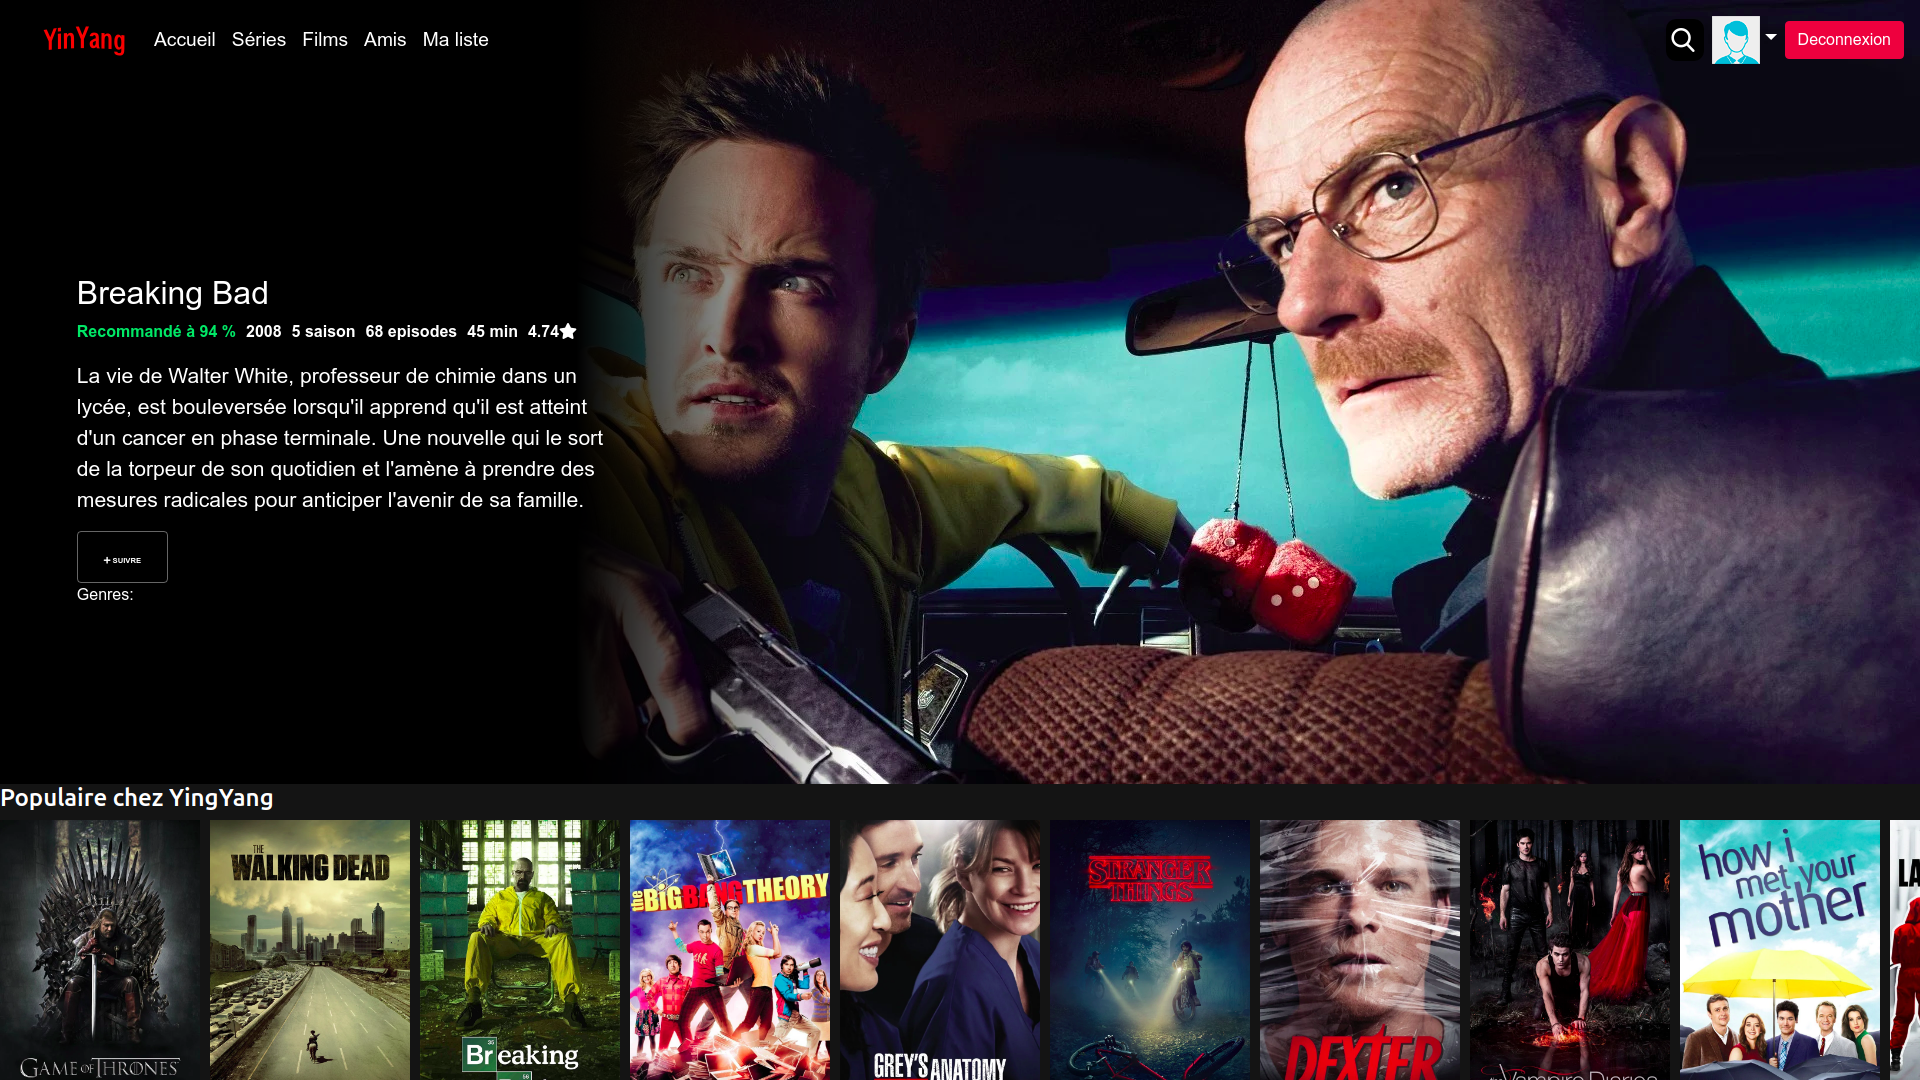 YinYang Accueil Séries Films Amis Ma liste Deconnexion
Breaking Bad
Recommandé à 94 % 2008 5 saison 68 episodes 45 min 4.74
La vie de Walter White, professeur de chimie dans un
lycée, est bouleversée lorsqu'il apprend qu'il est atteint
d'un cancer en phase terminale. Une nouvelle qui le sort
de la torpeur de son quotidien et l'amène à prendre des
mesures radicales pour anticiper l'avenir de sa famille.
+ SUIVRE
Genres:
Populaire chez YingYang
GAME OF THRONES
THE
WALKING DEAD
Breaking
the BIG BANG THEORY
GREY'S ANATOMY
STRANGER
THINGS
DEXTER
the Vampire Diaries
how i
met your
mother
LA